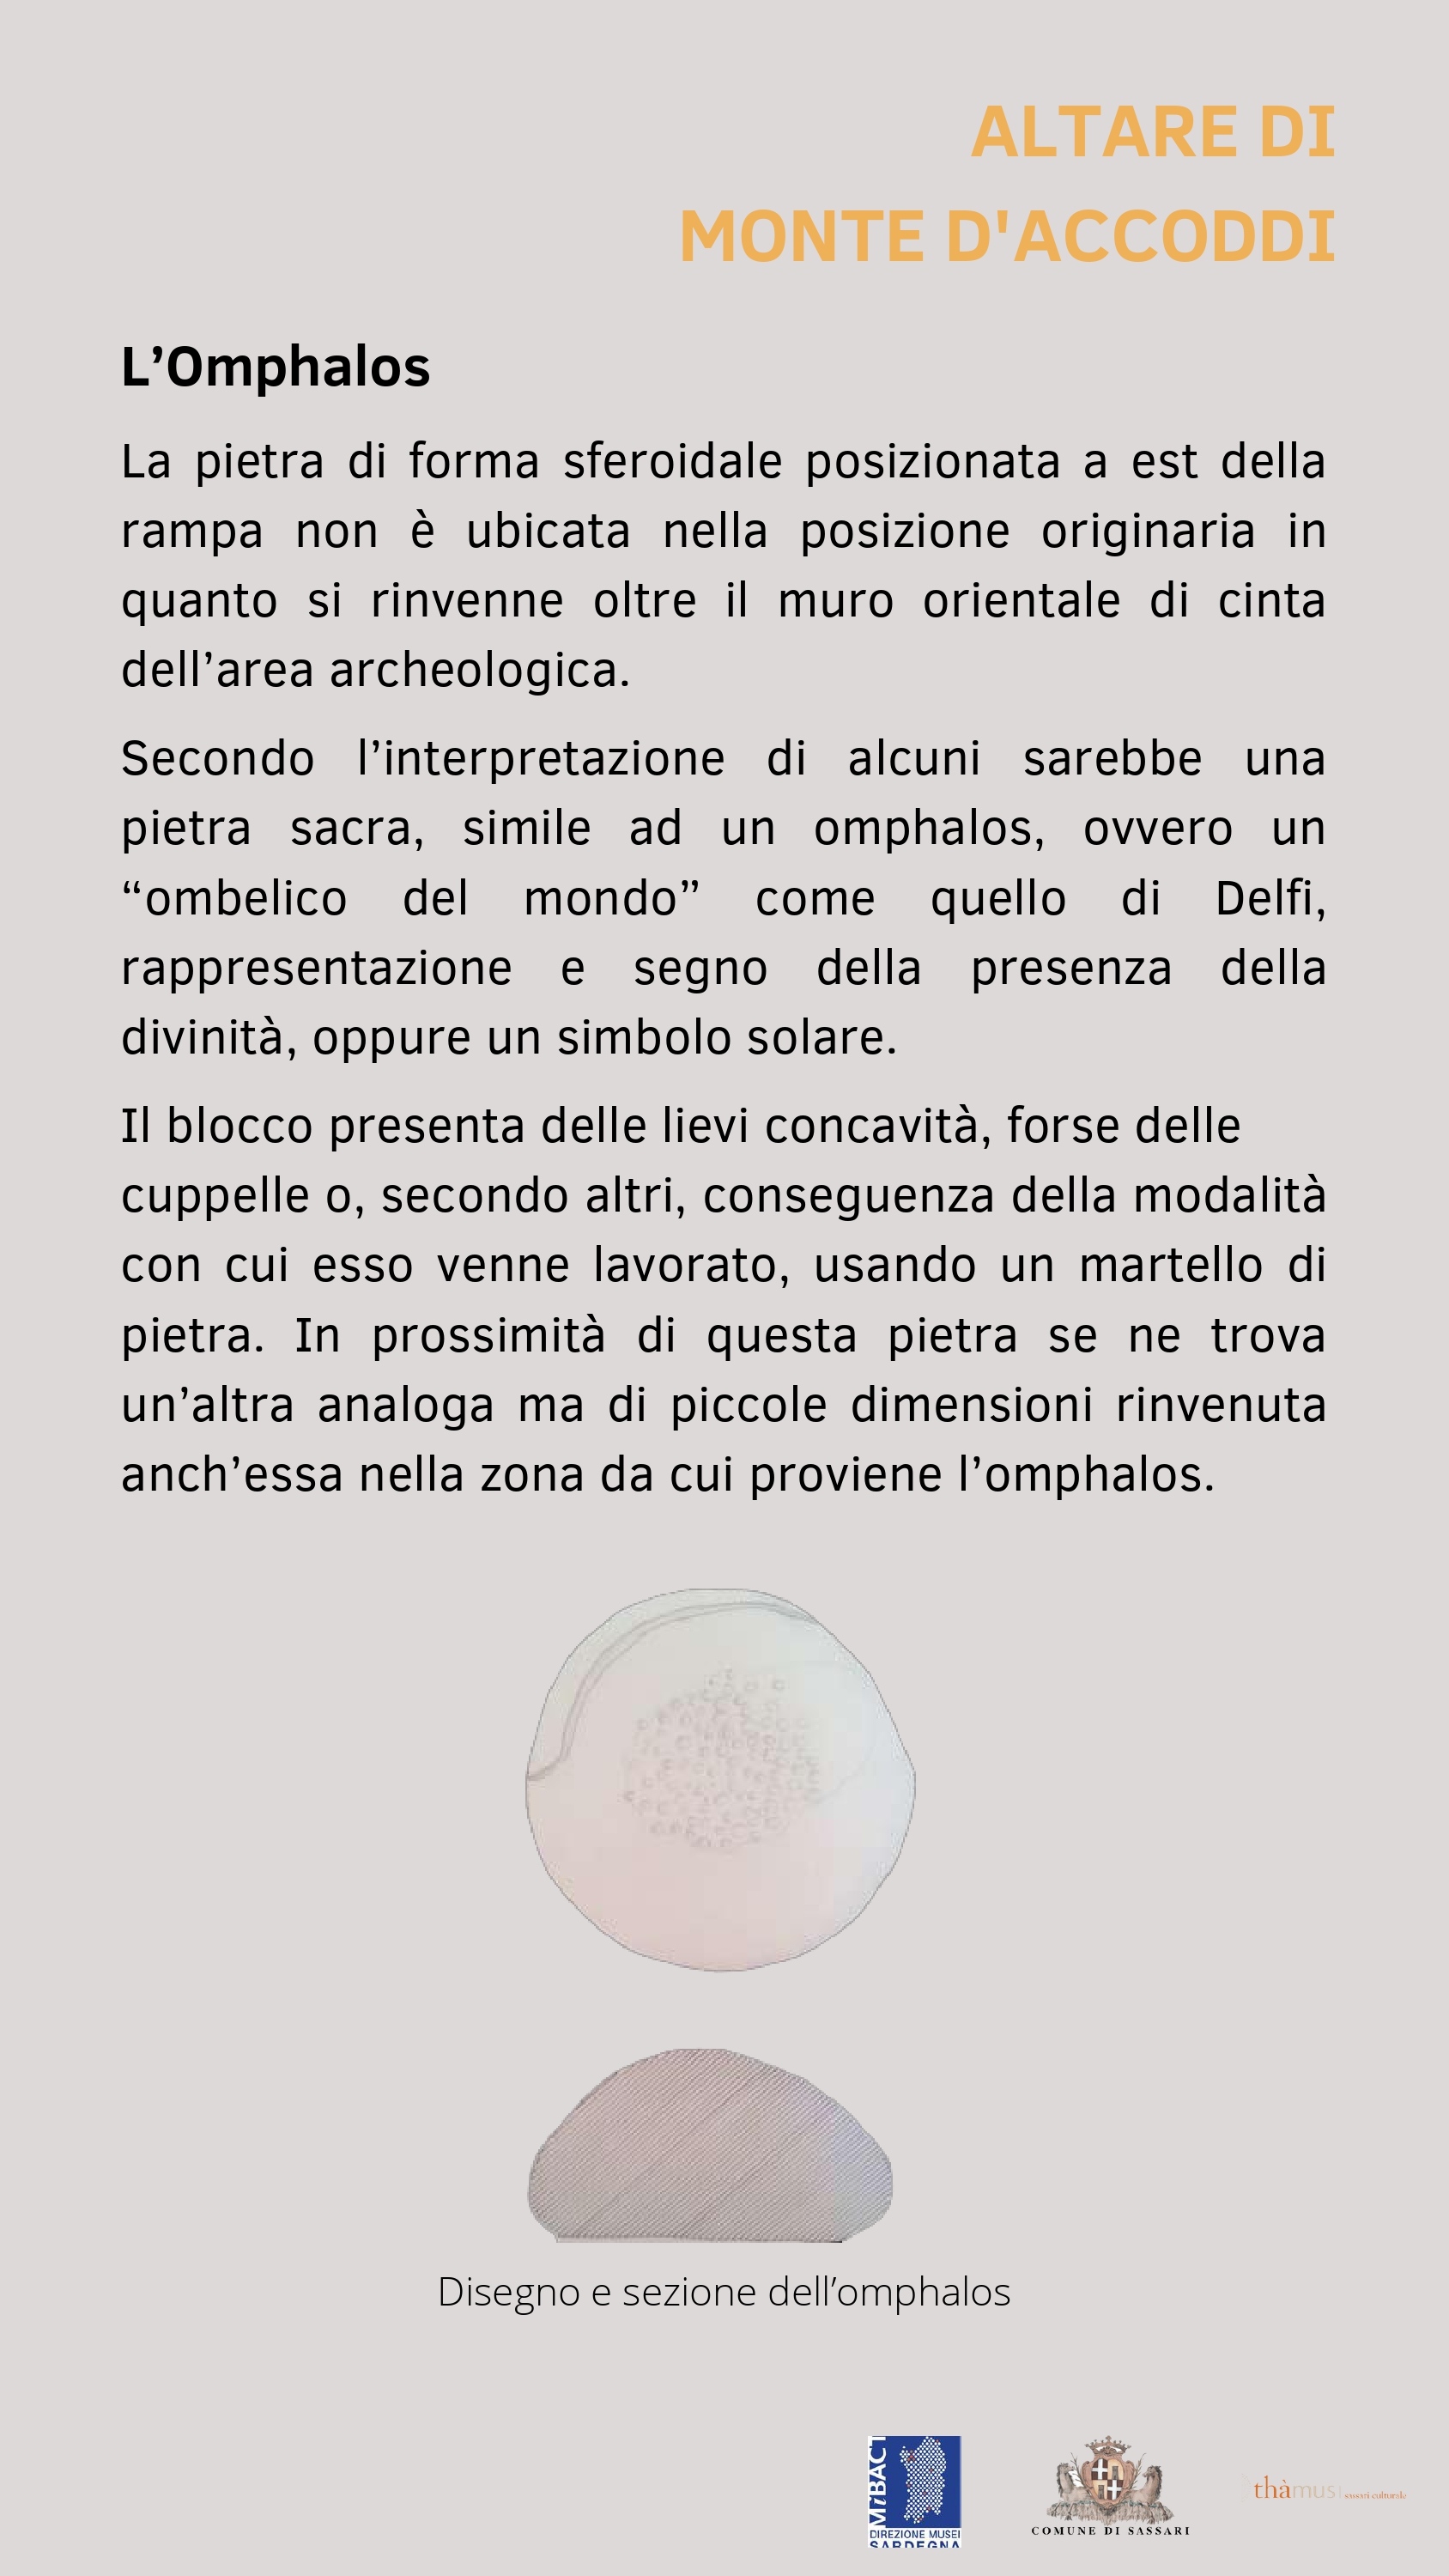 ALTARE DI
MONTE D'ACCODDI
L’Omphalos
La pietra di forma sferoidale posizionata a est della
rampa non è ubicata nella posizione originaria in
quanto si rinvenne oltre il muro orientale di cinta
dell’area archeologica.
Secondo l’interpretazione di alcuni sarebbe una
pietra sacra, simile ad un omphalos, ovvero un
“ombelico del mondo” come quello di Delfi,
rappresentazione e segno della presenza della
divinità, oppure un simbolo solare.
Il blocco presenta delle lievi concavità, forse delle
cuppelle o, secondo altri, conseguenza della modalità
con cui esso venne lavorato, usando un martello di
pietra. In prossimità di questa pietra se ne trova
un’altra analoga ma di piccole dimensioni rinvenuta
anch’essa nella zona da cui proviene l’omphalos.
Disegno e sezione dell’omphalos
MiBACT
DIREZIONE MUSEI
SARDEGNA
COMUNE DI SASSARI
thàmus sassari culturale